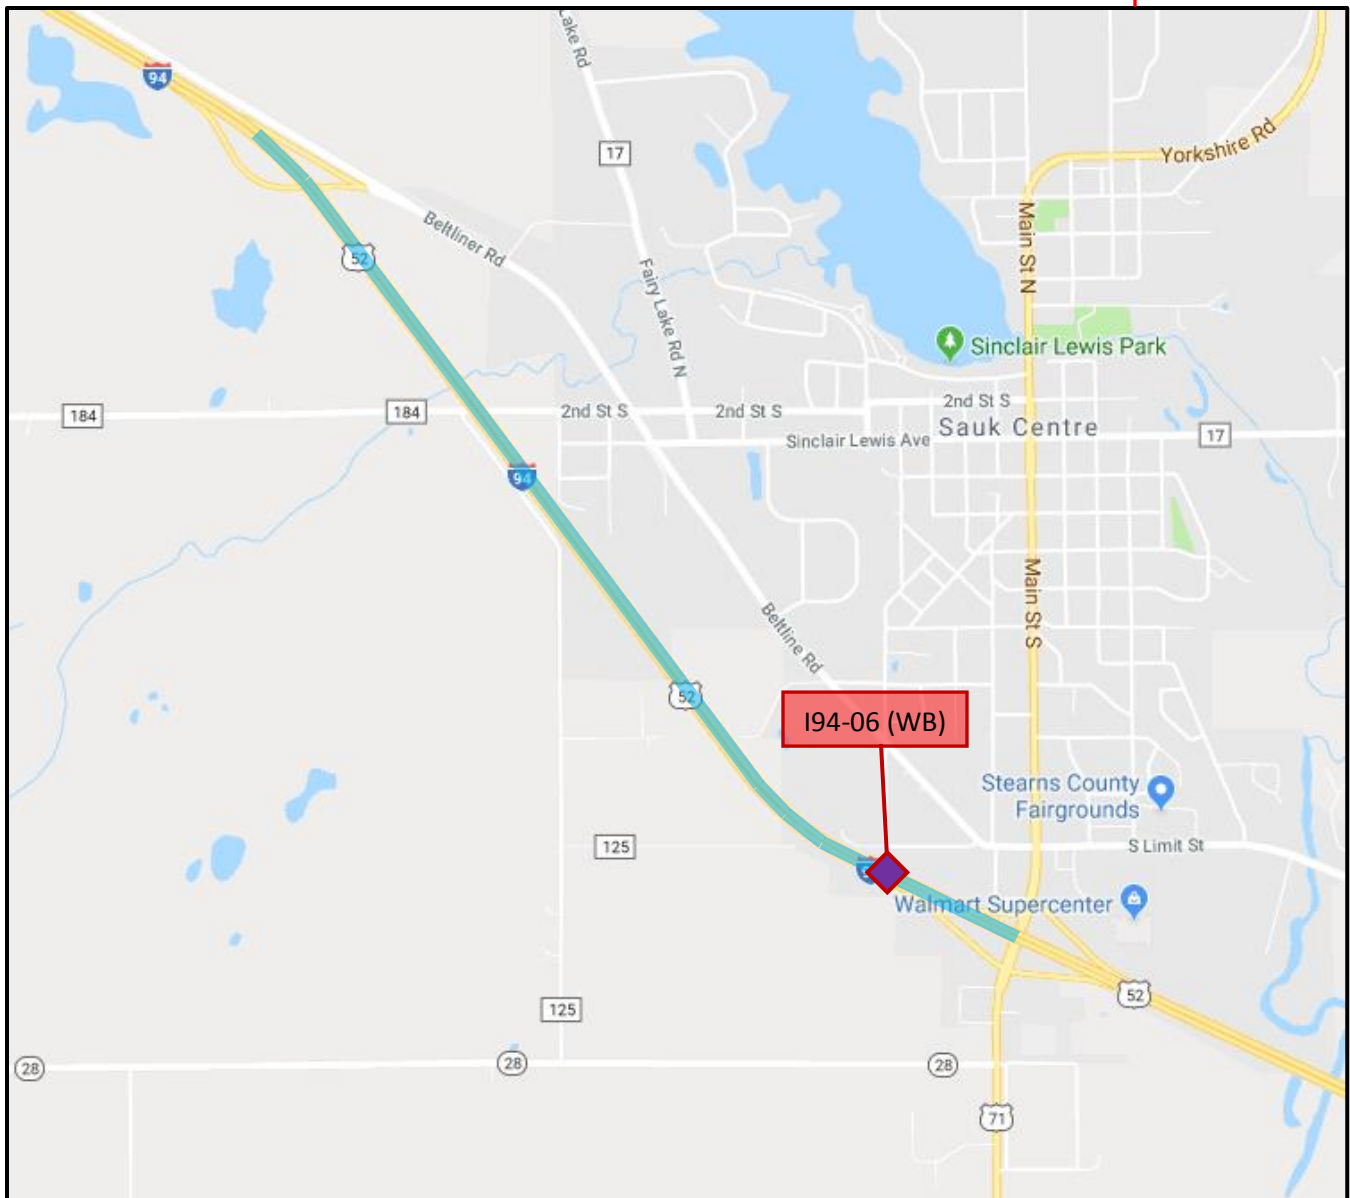 Lake Rd
94
17
Yorkshire Rd
Main St N
Beltliner Rd
52
Fairy Lake Rd N
Sinclair Lewis Park
184
184
2nd St S
2nd St S
2nd St S
Sinclair Lewis Ave
Sauk Centre
17
94
Main St S
Beltline Rd
52
I94-06 (WB)
Stearns County
Fairgrounds
125
S Limit St
Walmart Supercenter
52
125
28
28
28
71